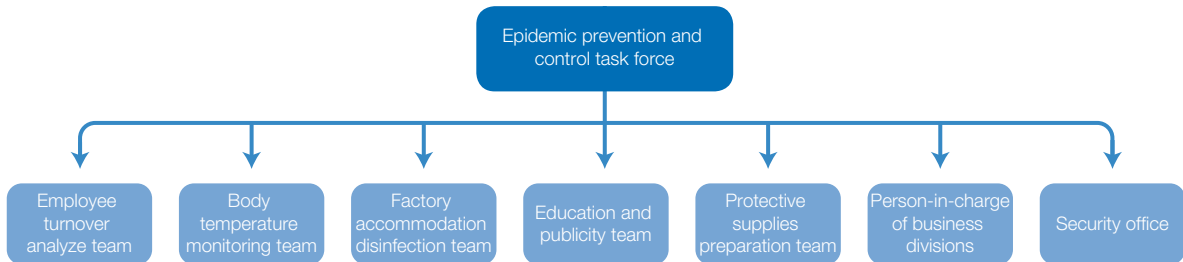 Epidemic prevention and
control task force
Employee
turnover
analyze team
Body
temperature
monitoring team
Factory
accommodation
disinfection team
Education and
publicity team
Protective
supplies
preparation team
Person-in-charge
of business
divisions
Security office